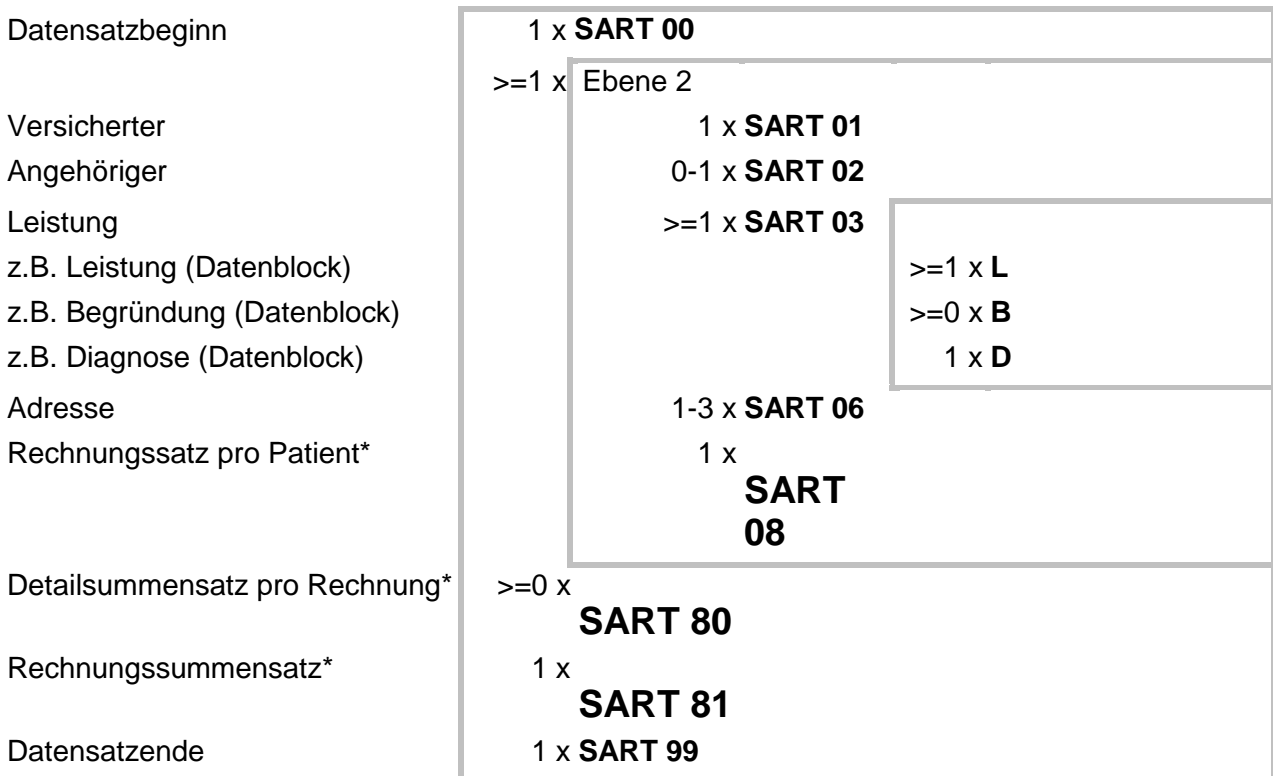 Datensatzbeginn 1 x SART 00
>=1 x Ebene 2
Versicherter 1 x SART 01
Angehöriger 0-1 x SART 02
Leistung >=1 x SART 03
z.B. Leistung (Datenblock) >=1 x L
z.B. Begründung (Datenblock) >=0 x B
z.B. Diagnose (Datenblock) 1 x D
Adresse 1-3 x SART 06
Rechnungssatz pro Patient* 1 x
SART
08
Detailsummensatz pro Rechnung* >=0 x
SART 80
Rechnungssummensatz* 1 x
SART 81
Datensatzende 1 x SART 99